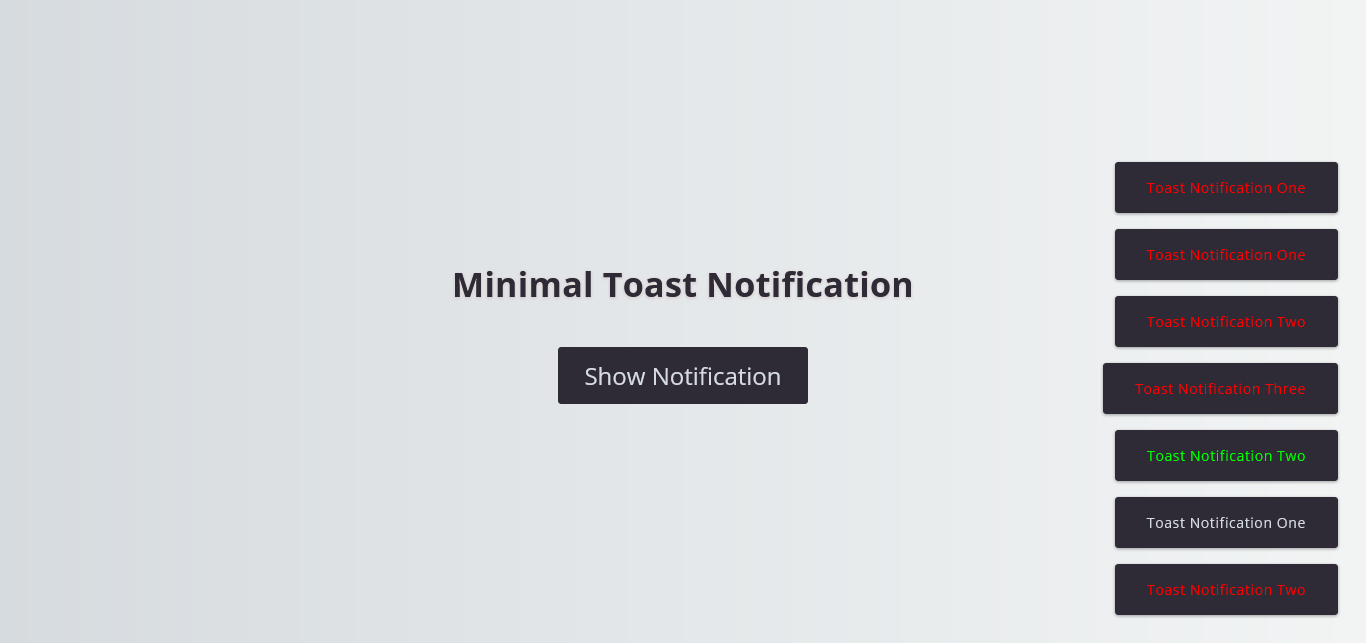 Minimal Toast Notification
Show Notification
Toast Notification One
Toast Notification One
Toast Notification Two
Toast Notification Three
Toast Notification Two
Toast Notification One
Toast Notification Two